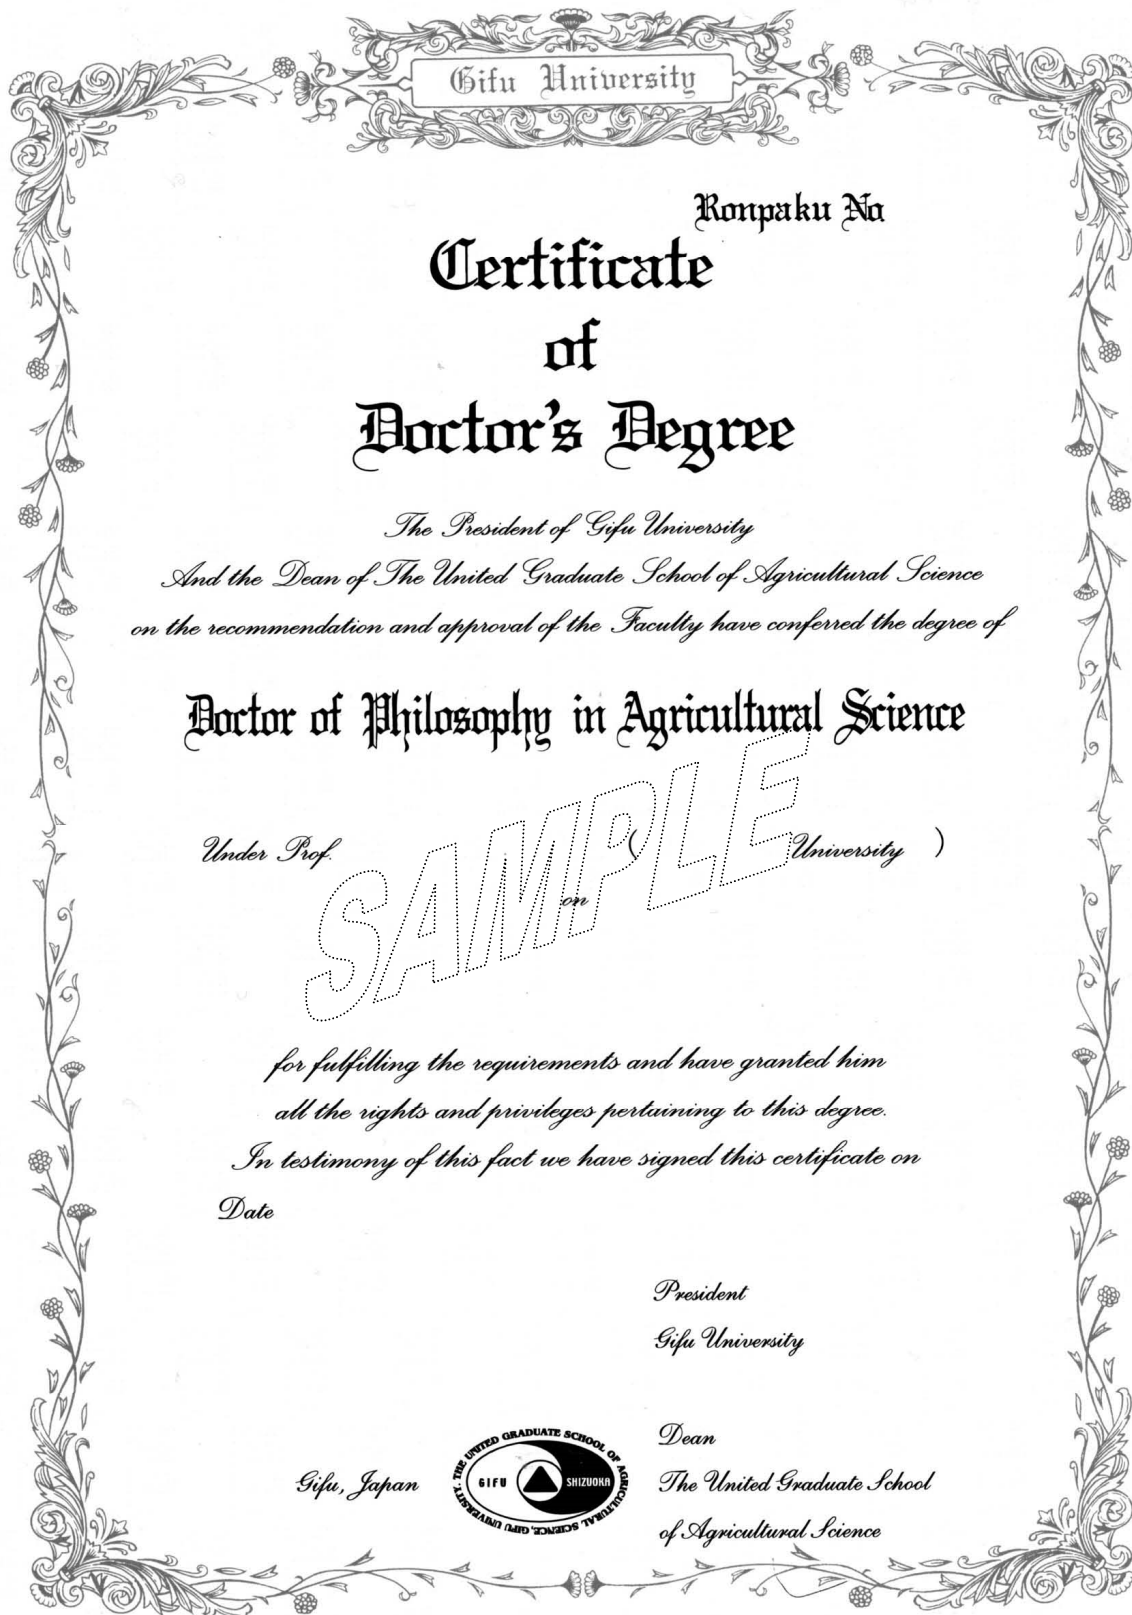 Gifu University
Ronpaku No.
Certificate
of
Doctor's Degree
The President of Gifu University
And the Dean of The United Graduate School of Agricultural Science
on the recommendation and approval of the Faculty have conferred the degree of
Doctor of Philosophy in Agricultural Science
SAMPLE
Under Prof. ( University )
on
for fulfilling the requirements and have granted him
all the rights and privileges pertaining to this degree.
In testimony of this fact we have signed this certificate on
Date
President
Gifu University
Dean
The United Graduate School
of Agricultural Science
Gifu, Japan
THE UNITED GRADUATE SCHOOL OF AGRICULTURAL SCIENCE, GIFU UNIVERSITY.
GIFU SHIZUOKA